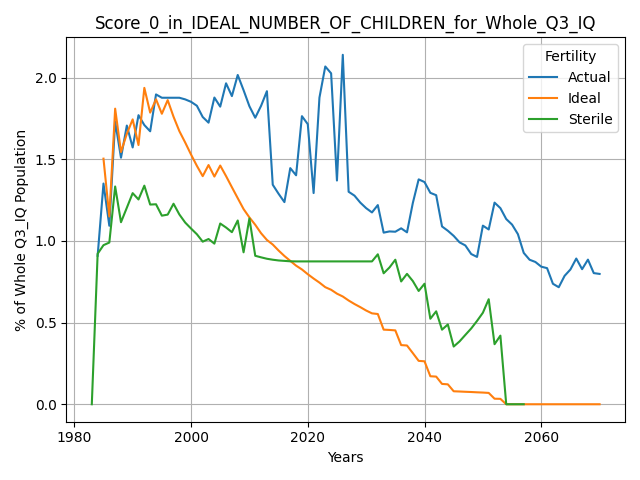 Score_0_in_IDEAL_NUMBER_OF_CHILDREN_for_Whole_Q3_IQ
Fertility
Actual
Ideal
Sterile
% of Whole Q3_IQ Population
2.0
1.5
1.0
0.5
0.0
1980
2000
2020
2040
2060
Years